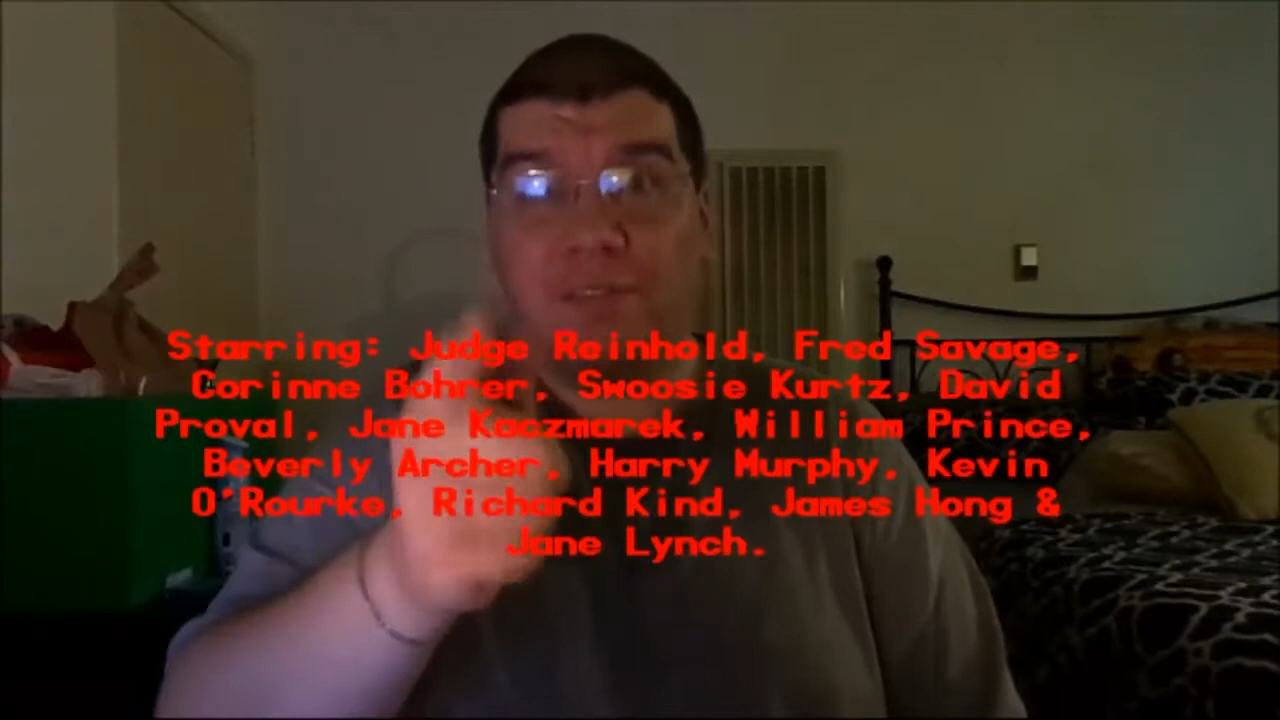 Starring: Judge Reinhold, Fred Savage,
Corinne Bohrer, Swoosie Kurtz, David
Proval, Jane Kaczmarek, William Prince,
Beverly Archer, Harry Murphy, Kevin
O'Rourke, Richard Kind, James Hong &
Jane Lynch.